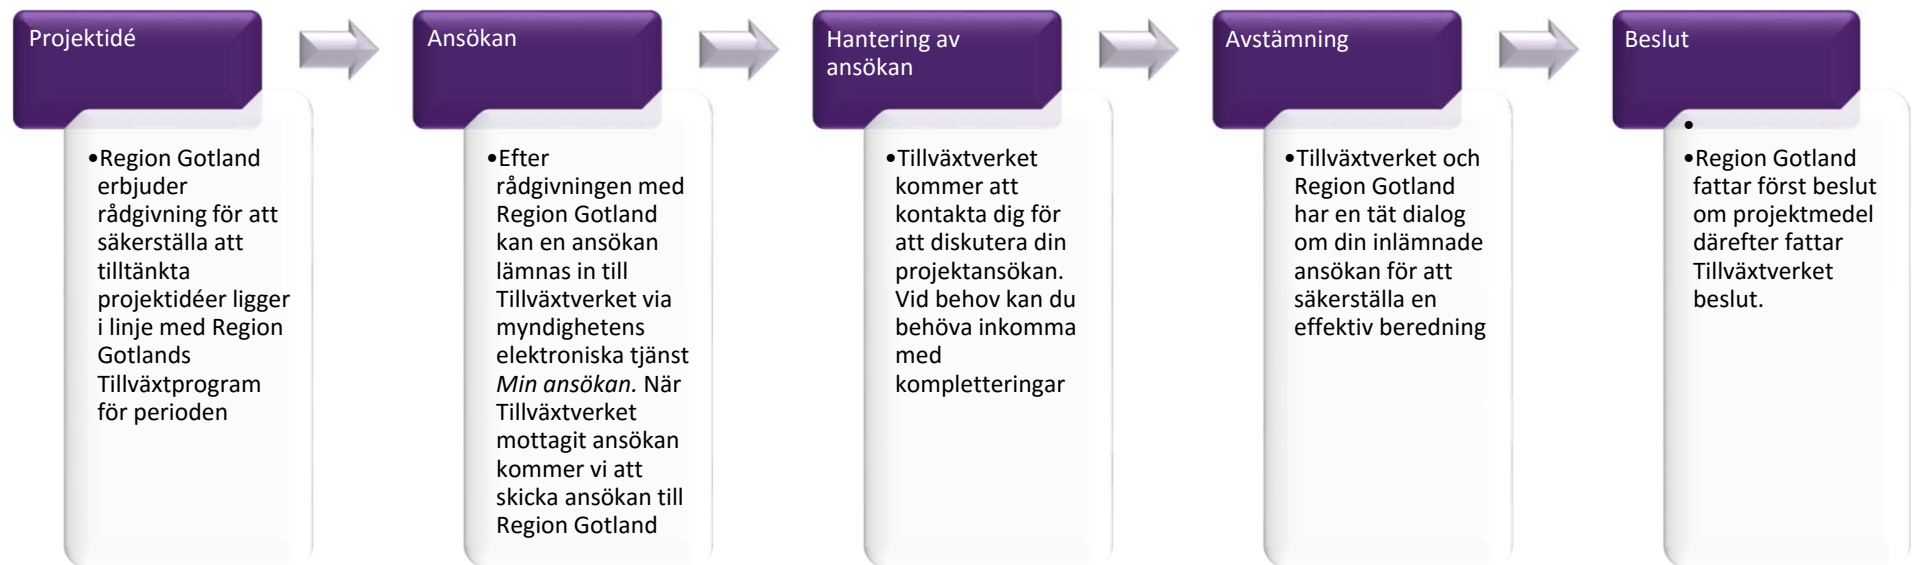 Projektidé
•Region Gotland
erbjuder
rådgivning för att
säkerställa att
tilltänkta
projektidéer ligger
i linje med Region
Gotlands
Tillväxtprogram
för perioden
Ansökan
•Efter
rådgivningen med
Region Gotland
kan en ansökan
lämnas in till
Tillväxtverket via
myndighetens
elektroniska tjänst
Min ansökan. När
Tillväxtverket
mottagit ansökan
kommer vi att
skicka ansökan till
Region Gotland
Hantering av
ansökan
•Tillväxtverket
kommer att
kontakta dig för
att diskutera din
projektansökan.
Vid behov kan du
behöva inkomma
med
kompletteringar
Avstämning
•Tillväxtverket och
Region Gotland
har en tät dialog
om din inlämnade
ansökan för att
säkerställa en
effektiv beredning
Beslut
•
•Region Gotland
fattar först beslut
om projektmedel
därefter fattar
Tillväxtverket
beslut.